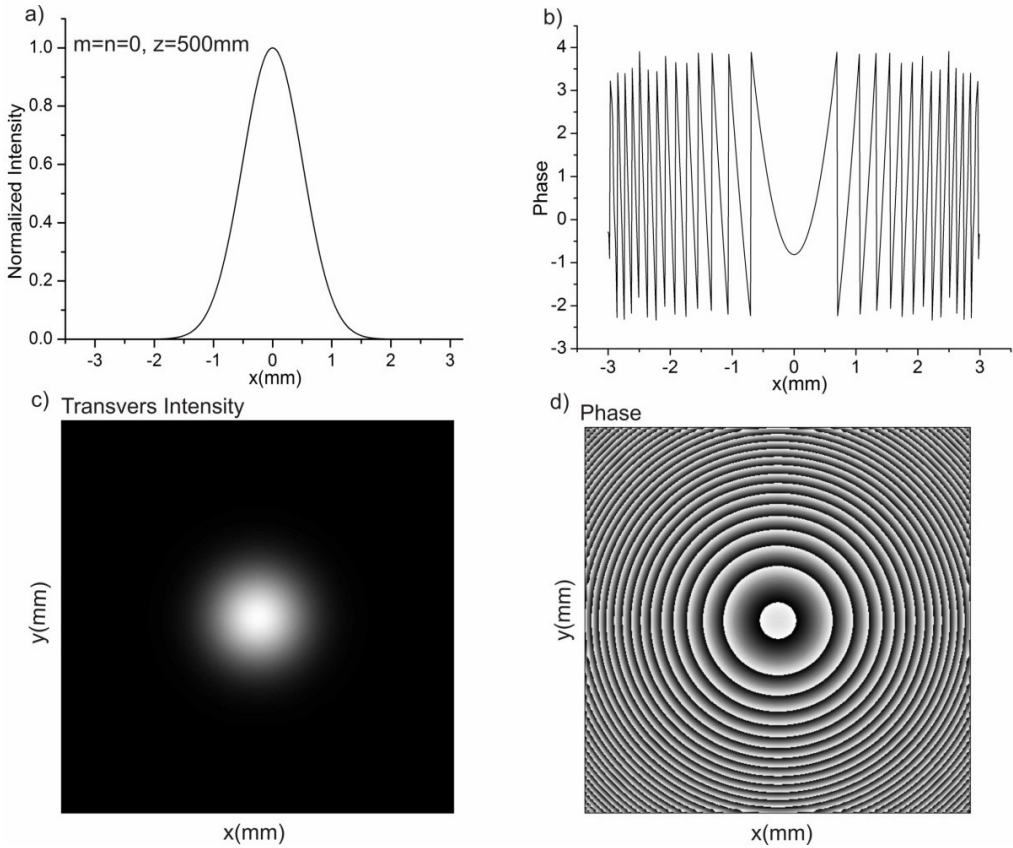 a)
m=n=0, z=500mm
Normalized Intensity
1.0
0.8
0.6
0.4
0.2
0.0
-3 -2 -1 0 1 2 3
x(mm)
b)
Phase
4
3
2
1
0
-1
-2
-3
-3 -2 -1 0 1 2 3
x(mm)
c) Transvers Intensity
y(mm)
x(mm)
d) Phase
y(mm)
x(mm)